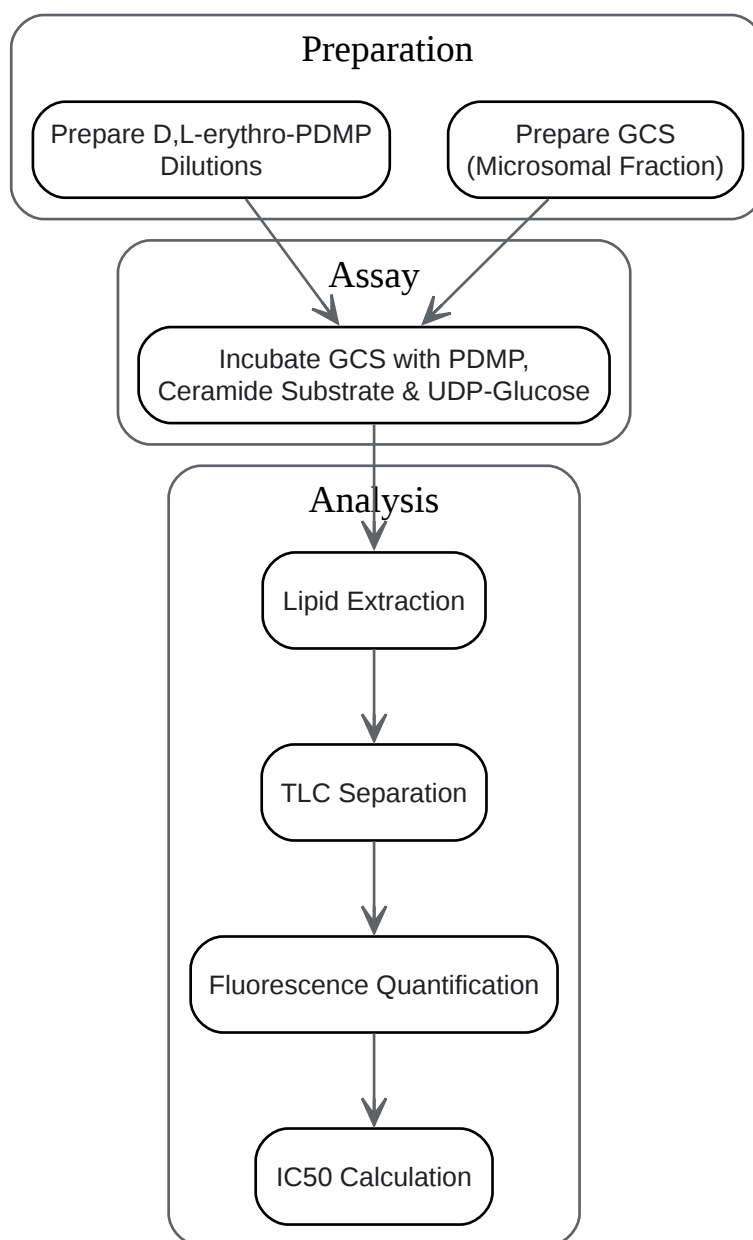 Preparation
Prepare D,L-erythro-PDMP
Dilutions
Prepare GCS
(Microsomal Fraction)
Assay
Incubate GCS with PDMP,
Ceramide Substrate & UDP-Glucose
Analysis
Lipid Extraction
TLC Separation
Fluorescence Quantification
IC50 Calculation